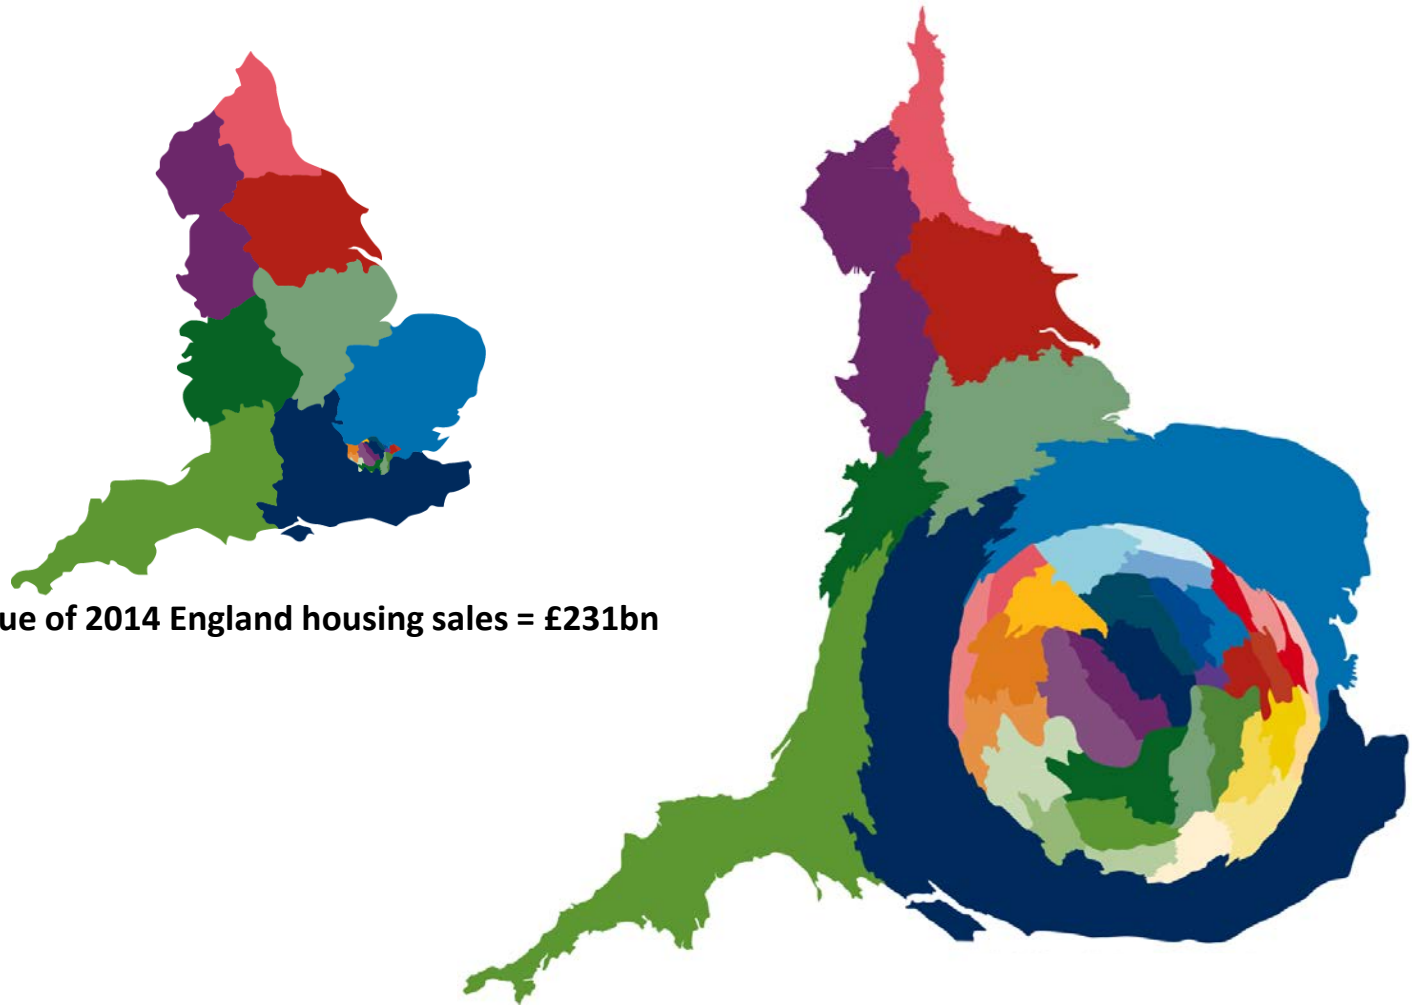 ue of 2014 England housing sales = £231bn